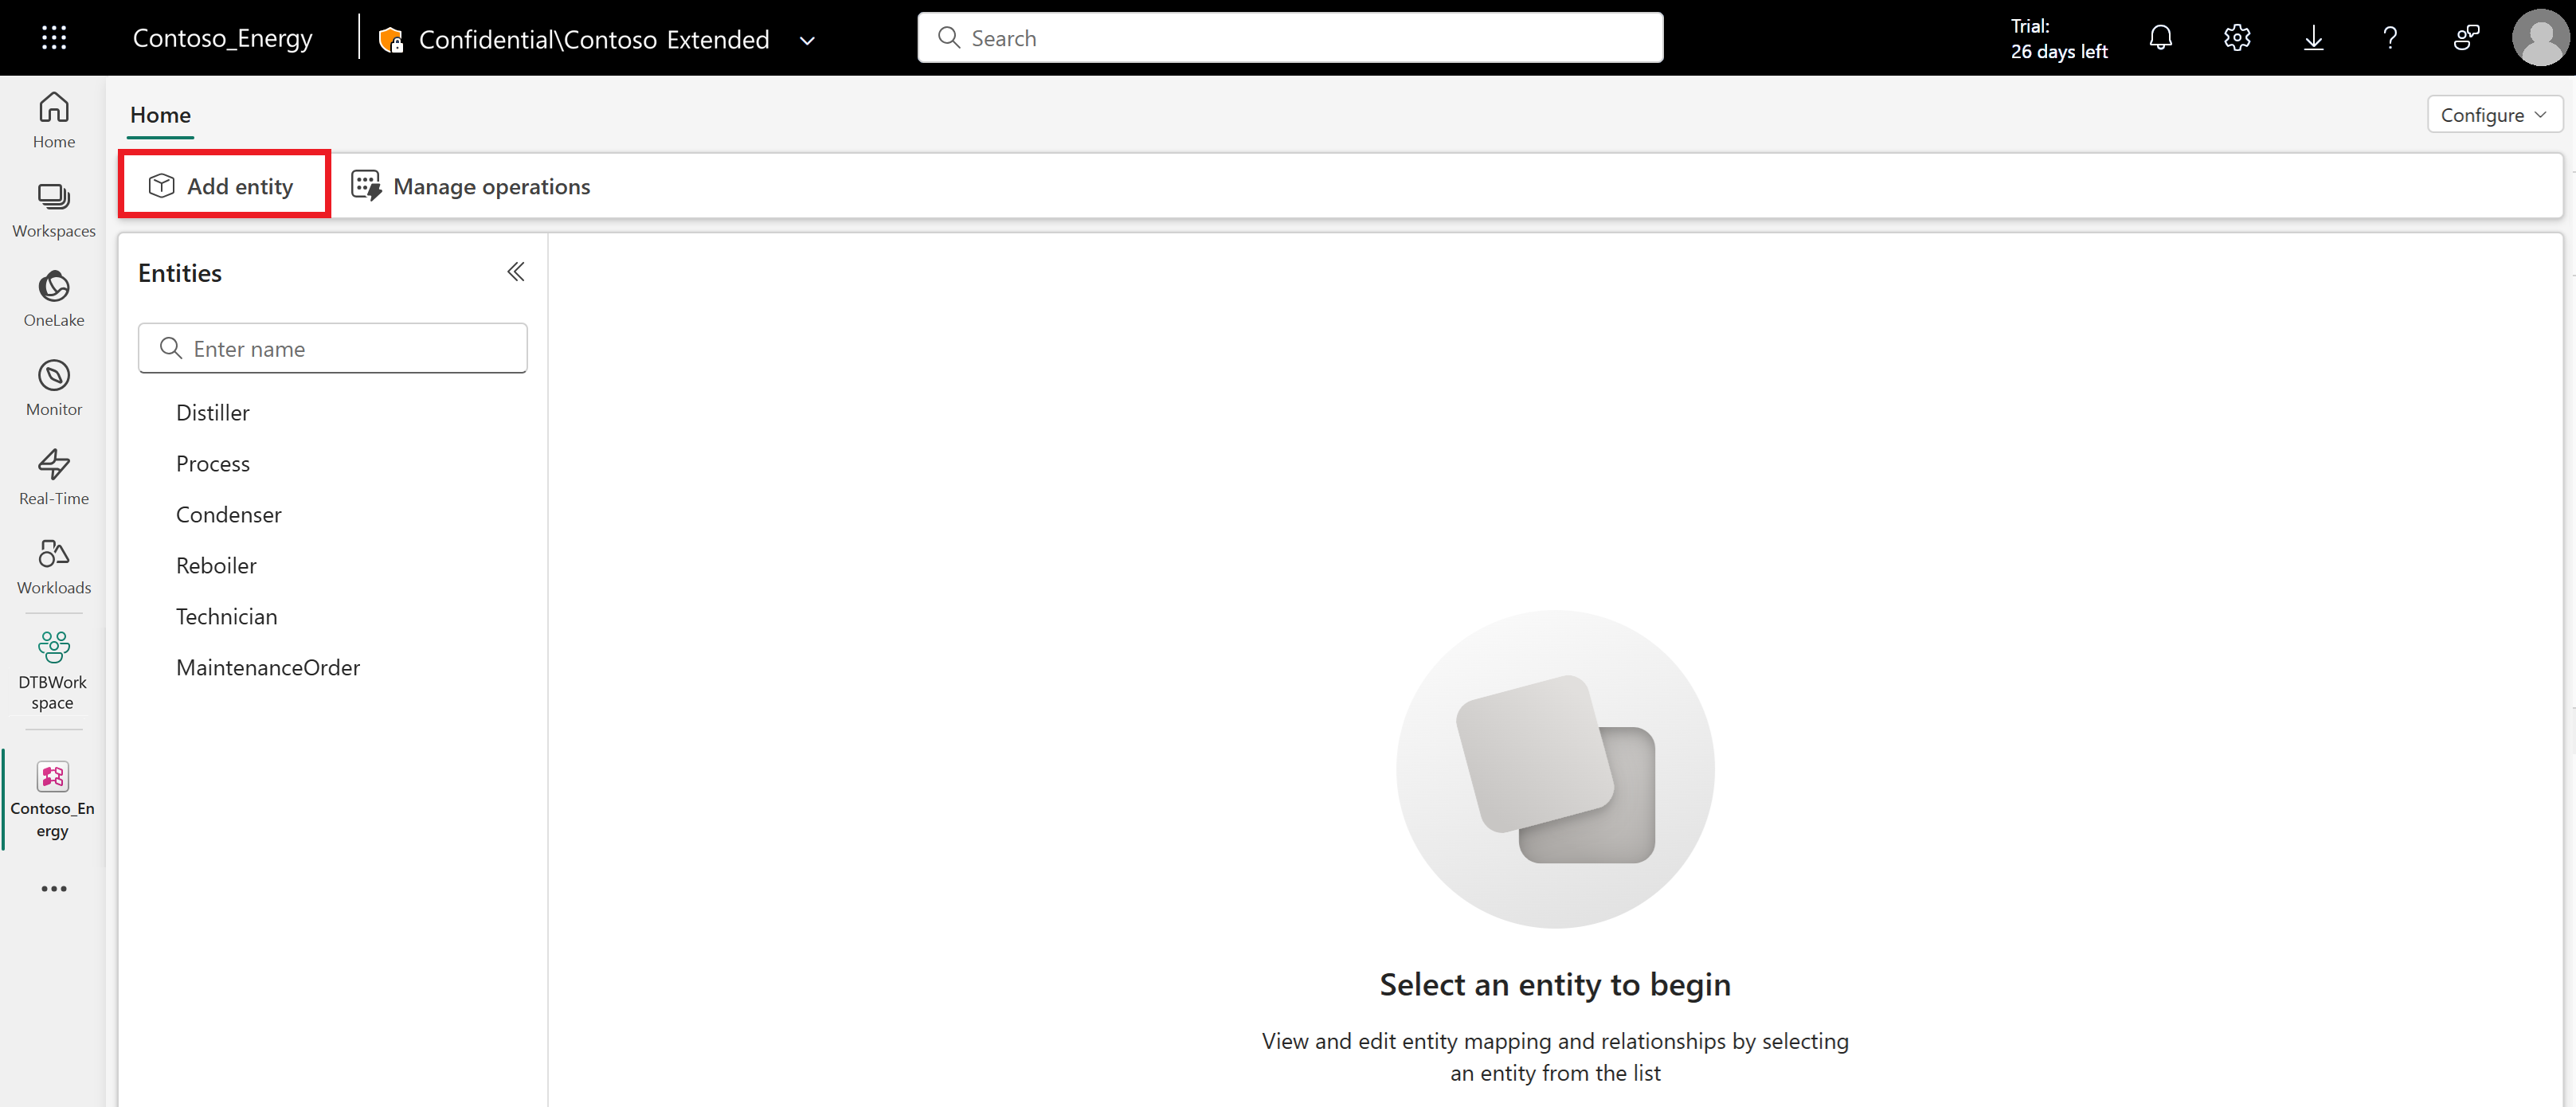 Contoso_Energy
Confidential\Contoso Extended
Search
Trial:
26 days left
Home
Workspaces
OneLake
Monitor
Real-Time
Workloads
DTBWork
space
Contoso_En
ergy
Home
Configure
Add entity
Manage operations
Entities
Enter name
Distiller
Process
Condenser
Reboiler
Technician
MaintenanceOrder
Select an entity to begin
View and edit entity mapping and relationships by selecting
an entity from the list